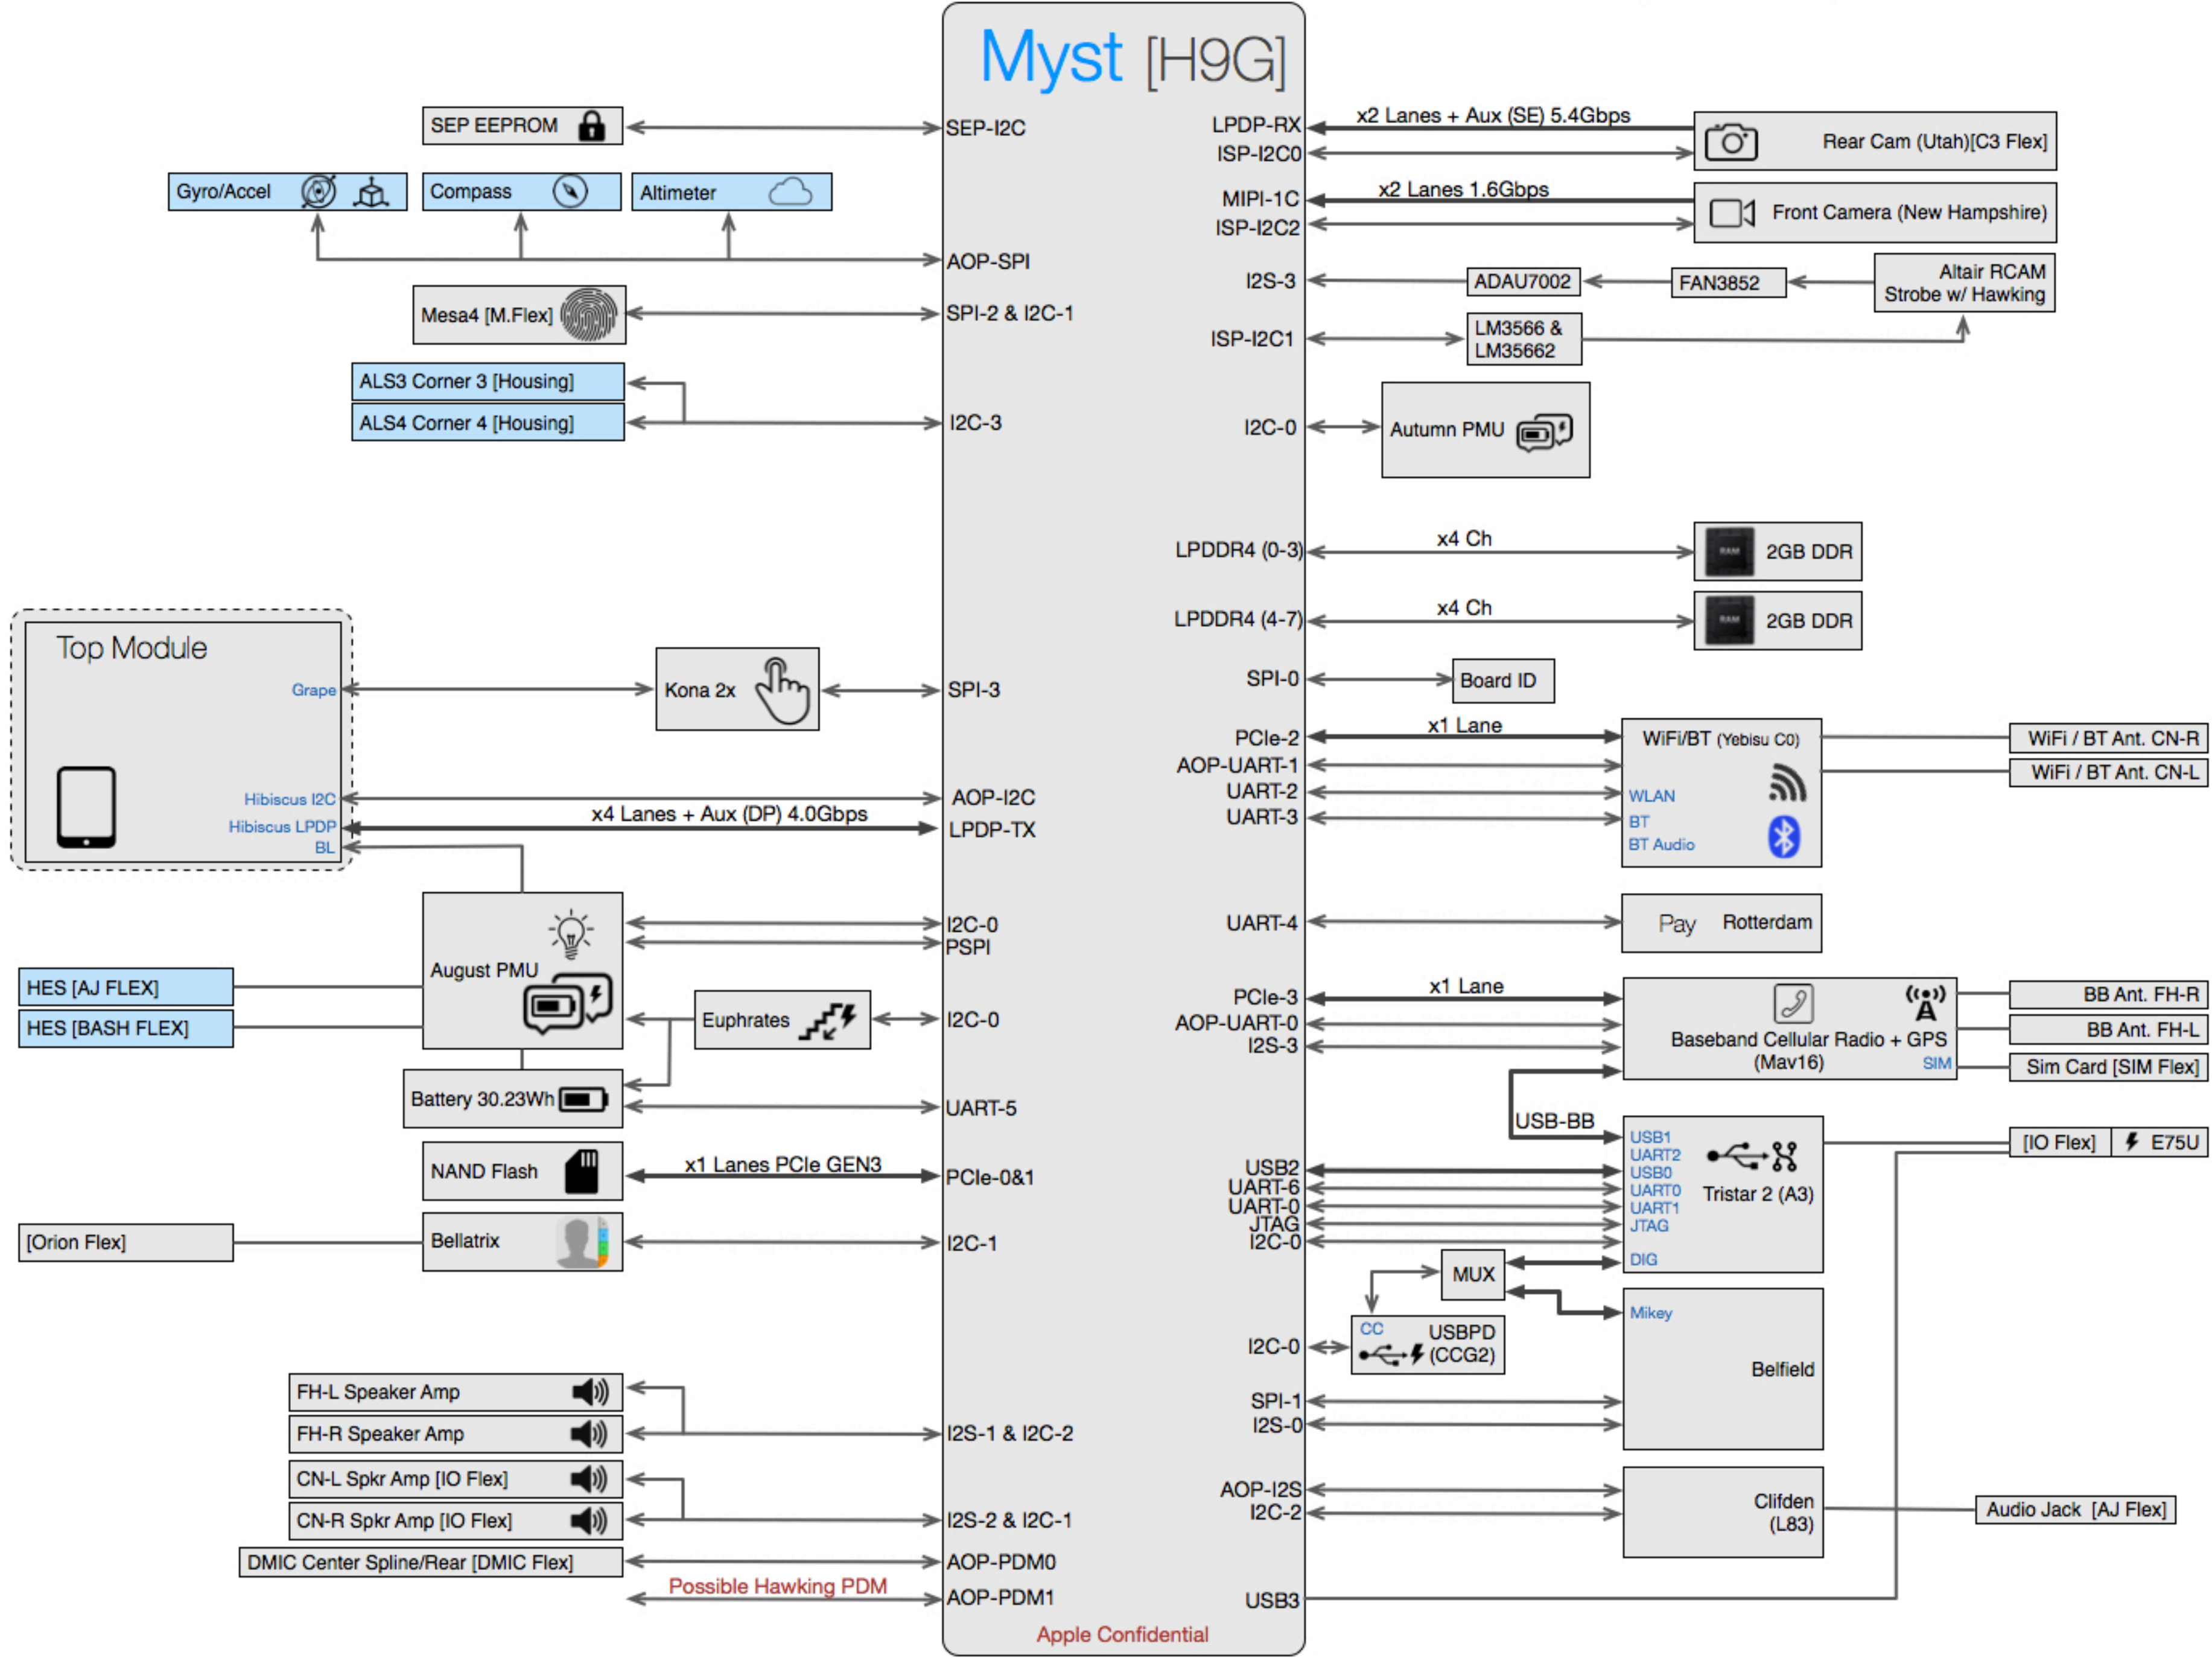 Myst [H9G]
SEP EEPROM
SEP-I2C
Gyro/Accel
Compass
Altimeter
AOP-SPI
Mesa4 [M.Flex]
SPI-2 & I2C-1
ALS3 Corner 3 [Housing]
ALS4 Corner 4 [Housing]
I2C-3
Top Module
Grape
Kona 2x
SPI-3
Hibiscus I2C
AOP-I2C
x4 Lanes + Aux (DP) 4.0Gbps
Hibiscus LPDP
LPDP-TX
BL
August PMU
I2C-0
PSPI
HES [AJ FLEX]
HES [BASH FLEX]
Euphrates
I2C-0
Battery 30.23Wh
UART-5
NAND Flash
x1 Lanes PCIe GEN3
PCIe-0&1
[Orion Flex]
Bellatrix
I2C-1
FH-L Speaker Amp
FH-R Speaker Amp
I2S-1 & I2C-2
CN-L Spkr Amp [IO Flex]
CN-R Spkr Amp [IO Flex]
I2S-2 & I2C-1
DMIC Center Spline/Rear [DMIC Flex]
AOP-PDM0
Possible Hawking PDM
AOP-PDM1
LPDP-RX
x2 Lanes + Aux (SE) 5.4Gbps
ISP-I2C0
Rear Cam (Utah)[C3 Flex]
MIPI-1C
x2 Lanes 1.6Gbps
ISP-I2C2
Front Camera (New Hampshire)
I2S-3
ADAU7002
FAN3852
Altair RCAM
Strobe w/ Hawking
ISP-I2C1
LM3566 &
LM35662
I2C-0
Autumn PMU
LPDDR4 (0-3)
x4 Ch
RAM
2GB DDR
LPDDR4 (4-7)
x4 Ch
RAM
2GB DDR
SPI-0
Board ID
PCIe-2
x1 Lane
AOP-UART-1
UART-2
UART-3
WiFi/BT (Yebisu C0)
WLAN
BT
BT Audio
WiFi / BT Ant. CN-R
WiFi / BT Ant. CN-L
UART-4
Pay Rotterdam
PCIe-3
x1 Lane
AOP-UART-0
I2S-3
Baseband Cellular Radio + GPS
(Mav16)
SIM
BB Ant. FH-R
BB Ant. FH-L
Sim Card [SIM Flex]
USB-BB
USB2
UART-6
UART-0
JTAG
I2C-0
USB1
UART2
USB0
UART0
UART1
JTAG
DIG
Tristar 2 (A3)
[IO Flex]
E75U
MUX
I2C-0
CC
USBPD
(CCG2)
Mikey
Belfield
SPI-1
I2S-0
AOP-I2S
I2C-2
Clifden
(L83)
Audio Jack [AJ Flex]
USB3
Apple Confidential